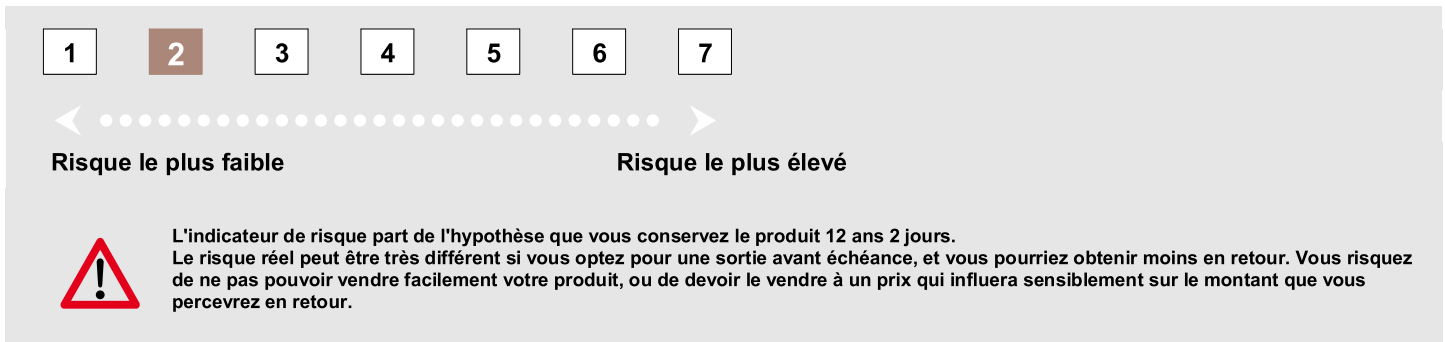 1 2 3 4 5 6 7
Risque le plus faible Risque le plus élevé
L'indicateur de risque part de l'hypothèse que vous conservez le produit 12 ans 2 jours.
Le risque réel peut être très différent si vous optez pour une sortie avant échéance, et vous pourriez obtenir moins en retour. Vous risquez
de ne pas pouvoir vendre facilement votre produit, ou de devoir le vendre à un prix qui influera sensiblement sur le montant que vous
percevrez en retour.